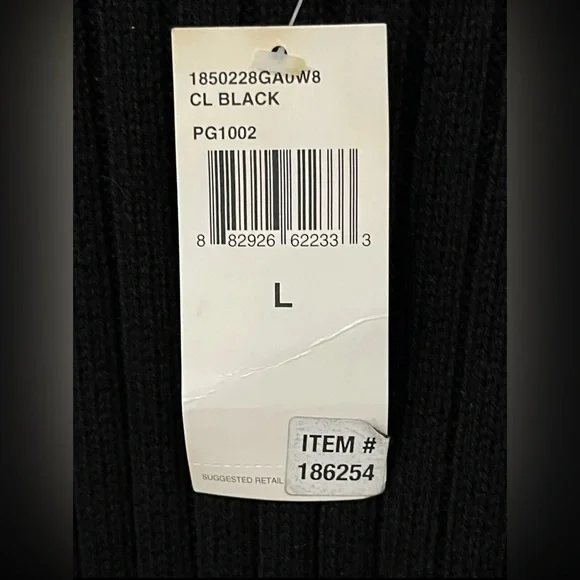 1850228GA0W8
CL BLACK
PG1002
8 82926 62233 3
L
ITEM #
186254
SUGGESTED RETAIL